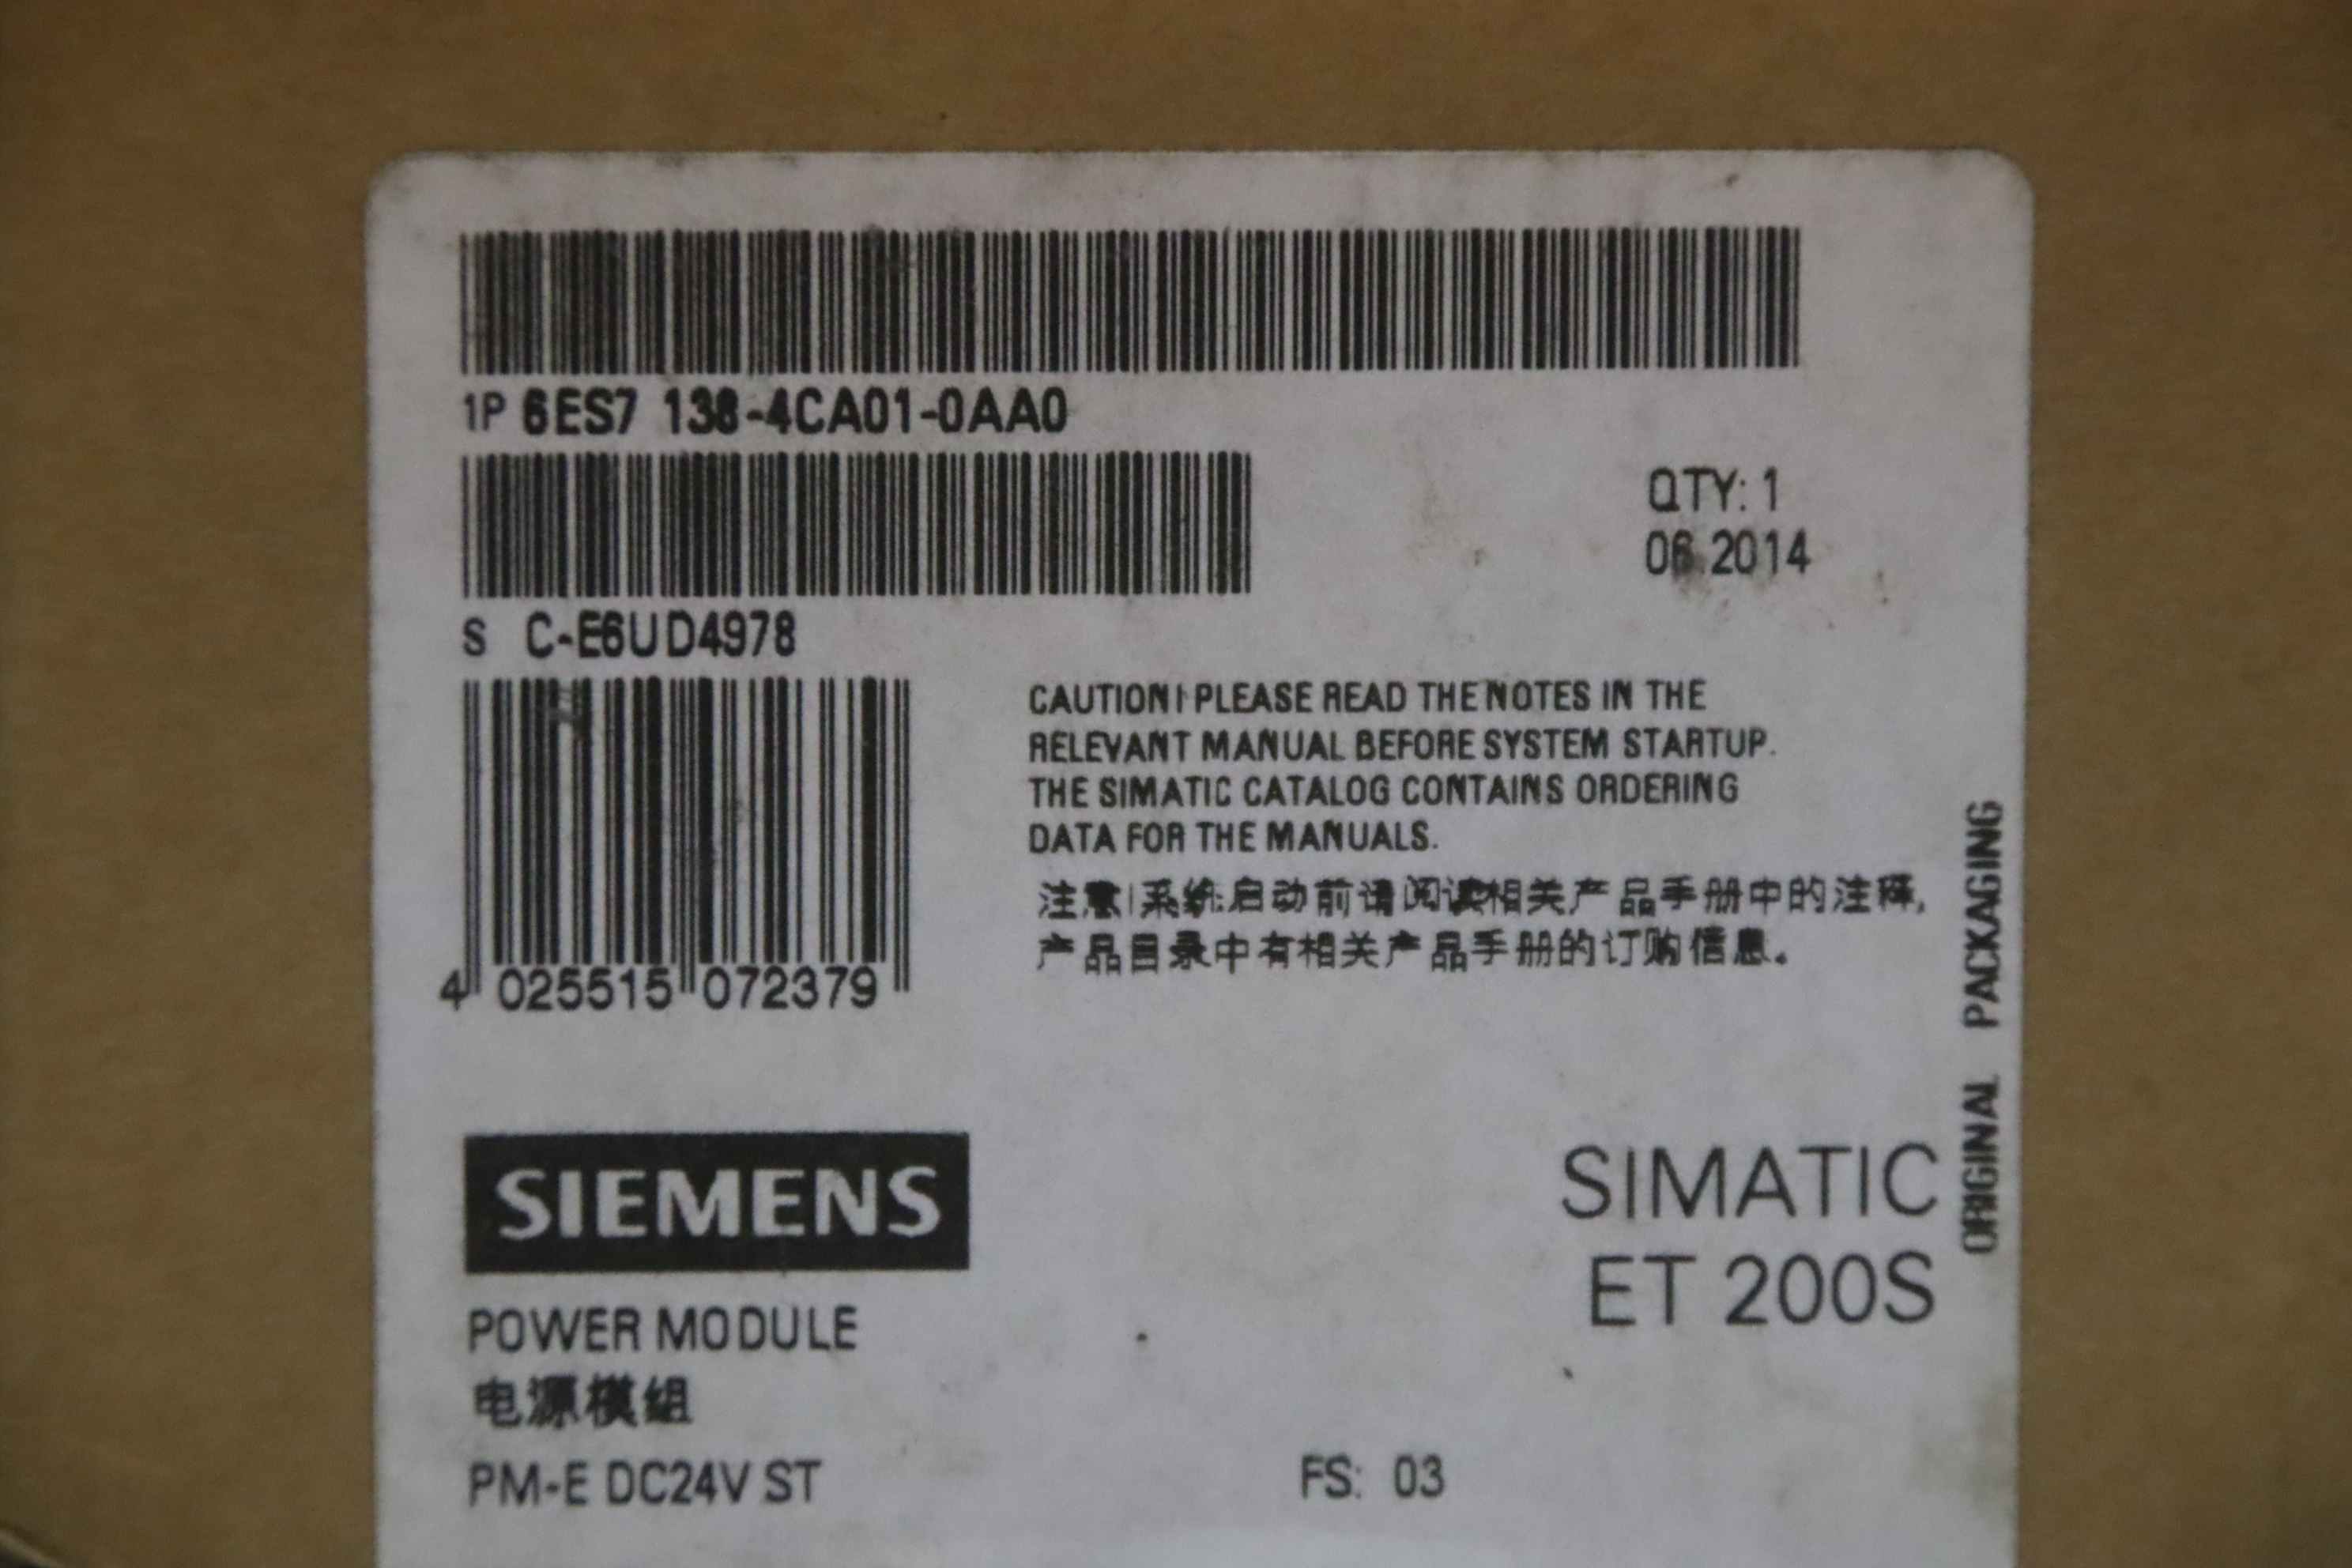 1P 6ES7 138-4CA01-0AA0
QTY: 1
06.2014
S C-E6UD4978
CAUTION! PLEASE READ THE NOTES IN THE
RELEVANT MANUAL BEFORE SYSTEM STARTUP.
THE SIMATIC CATALOG CONTAINS ORDERING
DATA FOR THE MANUALS.
注意!系统启动前请阅读相关产品手册中的注释,
产品目录中有相关产品手册的订购信息。
4 025515 072379
ORIGINAL PACKAGING
SIEMENS
SIMATIC
ET 200S
POWER MODULE
电源模组
PM-E DC24V ST
FS: 03